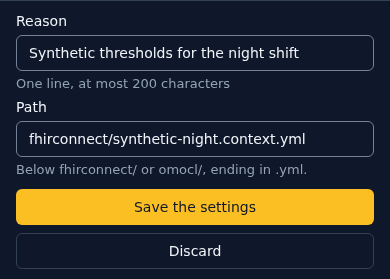 Reason
Synthetic thresholds for the night shift
One line, at most 200 characters
Path
fhirconnect/synthetic-night.context.yml
Below fhirconnect/ or omocl/, ending in .yml.
Save the settings
Discard